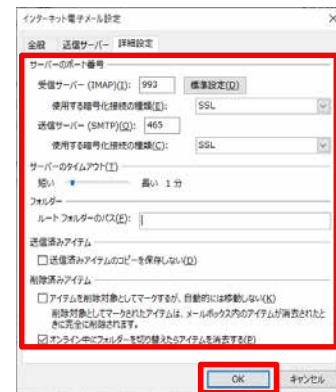 インターネット電子メール設定
全般 送信サーバー 詳細設定
サーバーのポート番号
受信サーバー (IMAP)(I): 993 標準設定(D)
使用する暗号化接続の種類(E): SSL
送信サーバー (SMTP)(O): 465
使用する暗号化接続の種類(C): SSL
サーバーのタイムアウト(T)
短い 長い 1 分
フォルダー
ルート フォルダーのパス(F):
送信済みアイテム
送信済みアイテムのコピーを保存しない(D)
削除済みアイテム
アイテムを削除対象としてマークするが、自動的には移動しない(K)
削除対象としてマークされたアイテムは、メールボックス内のアイテムが消去されたと
きに完全に削除されます。
オンライン中にフォルダーを切り替えたらアイテムを消去する(P)
OK キャンセル